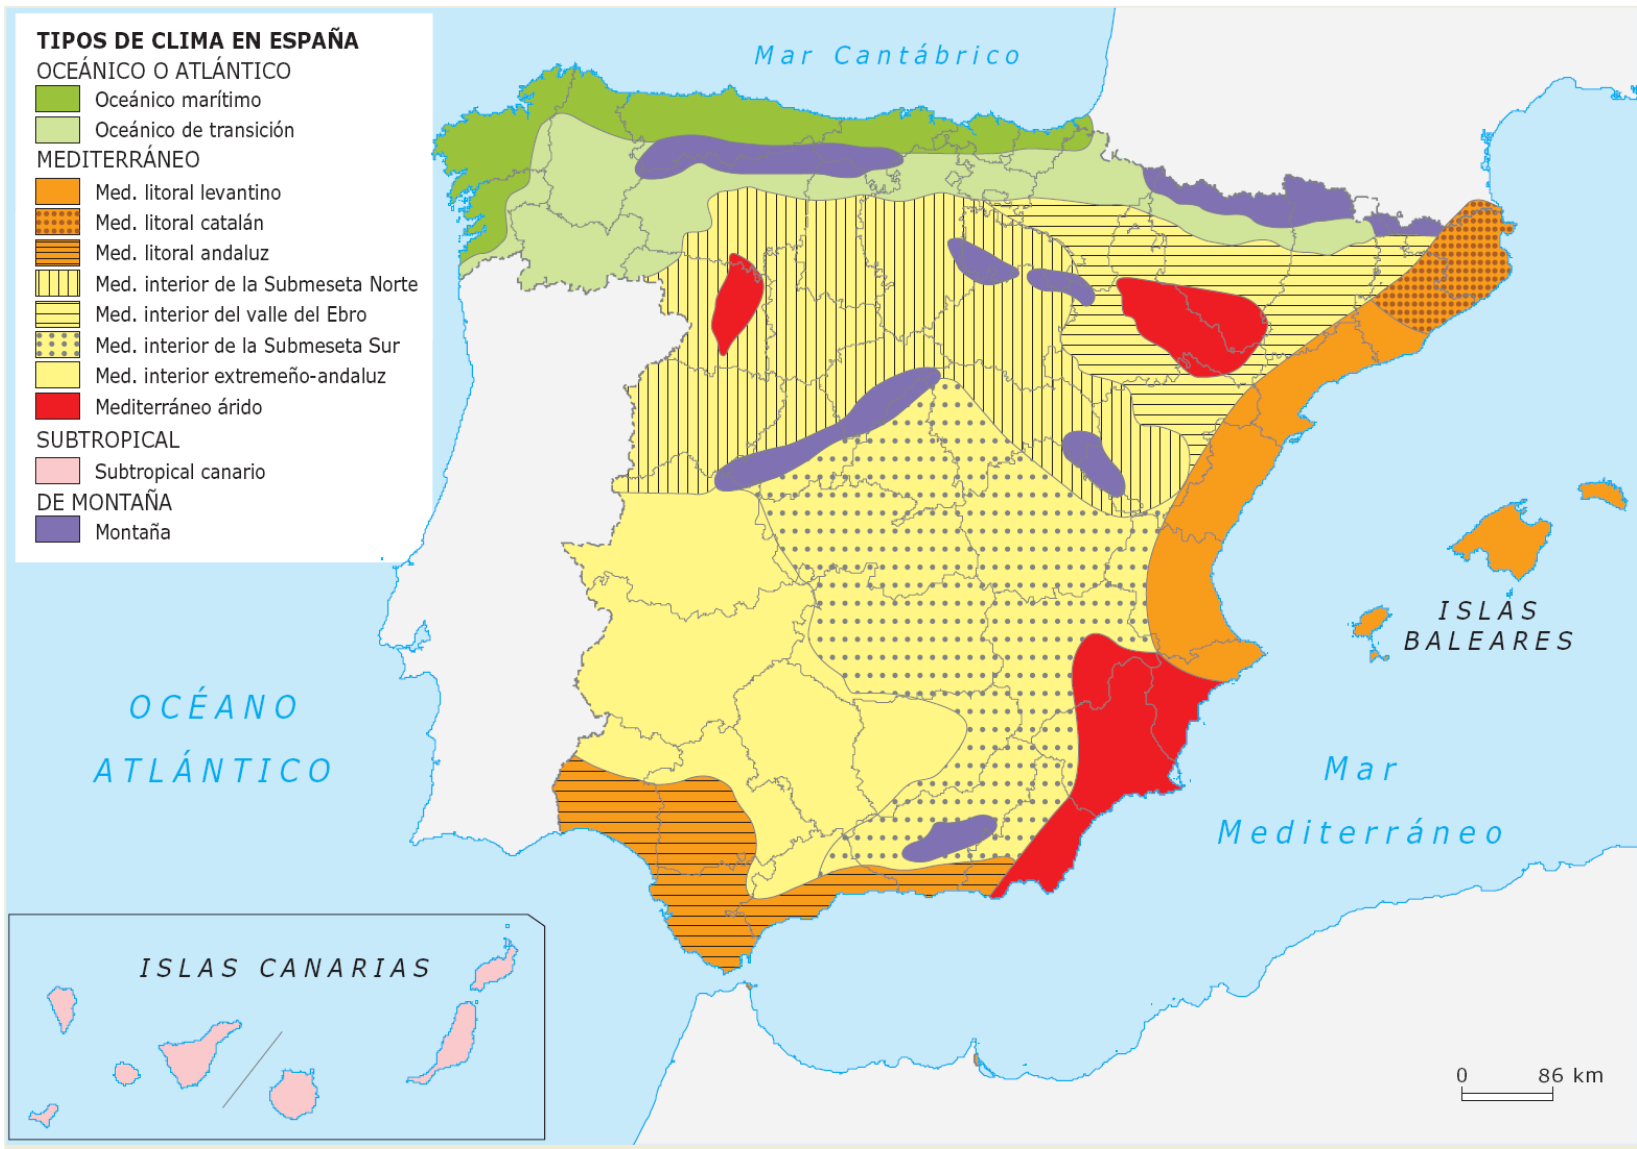 TIPOS DE CLIMA EN ESPAÑA
OCEÁNICO O ATLÁNTICO
Oceánico marítimo
Oceánico de transición
MEDITERRÁNEO
Med. litoral levantino
Med. litoral catalán
Med. litoral andaluz
Med. interior de la Submeseta Norte
Med. interior del valle del Ebro
Med. interior de la Submeseta Sur
Med. interior extremeño-andaluz
Mediterráneo árido
SUBTROPICAL
Subtropical canario
DE MONTAÑA
Montaña
Mar Cantábrico
ISLAS
BALEARES
OCÉANO
ATLÁNTICO
Mar
Mediterráneo
ISLAS CANARIAS
0 86 km